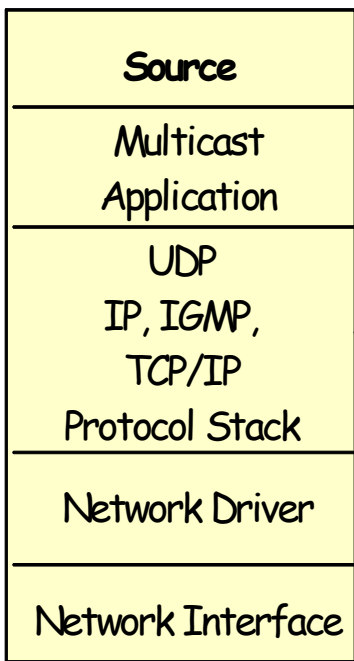 Source
Multicast
Application
UDP
IP, IGMP,
TCP/IP
Protocol Stack
Network Driver
Network Interface